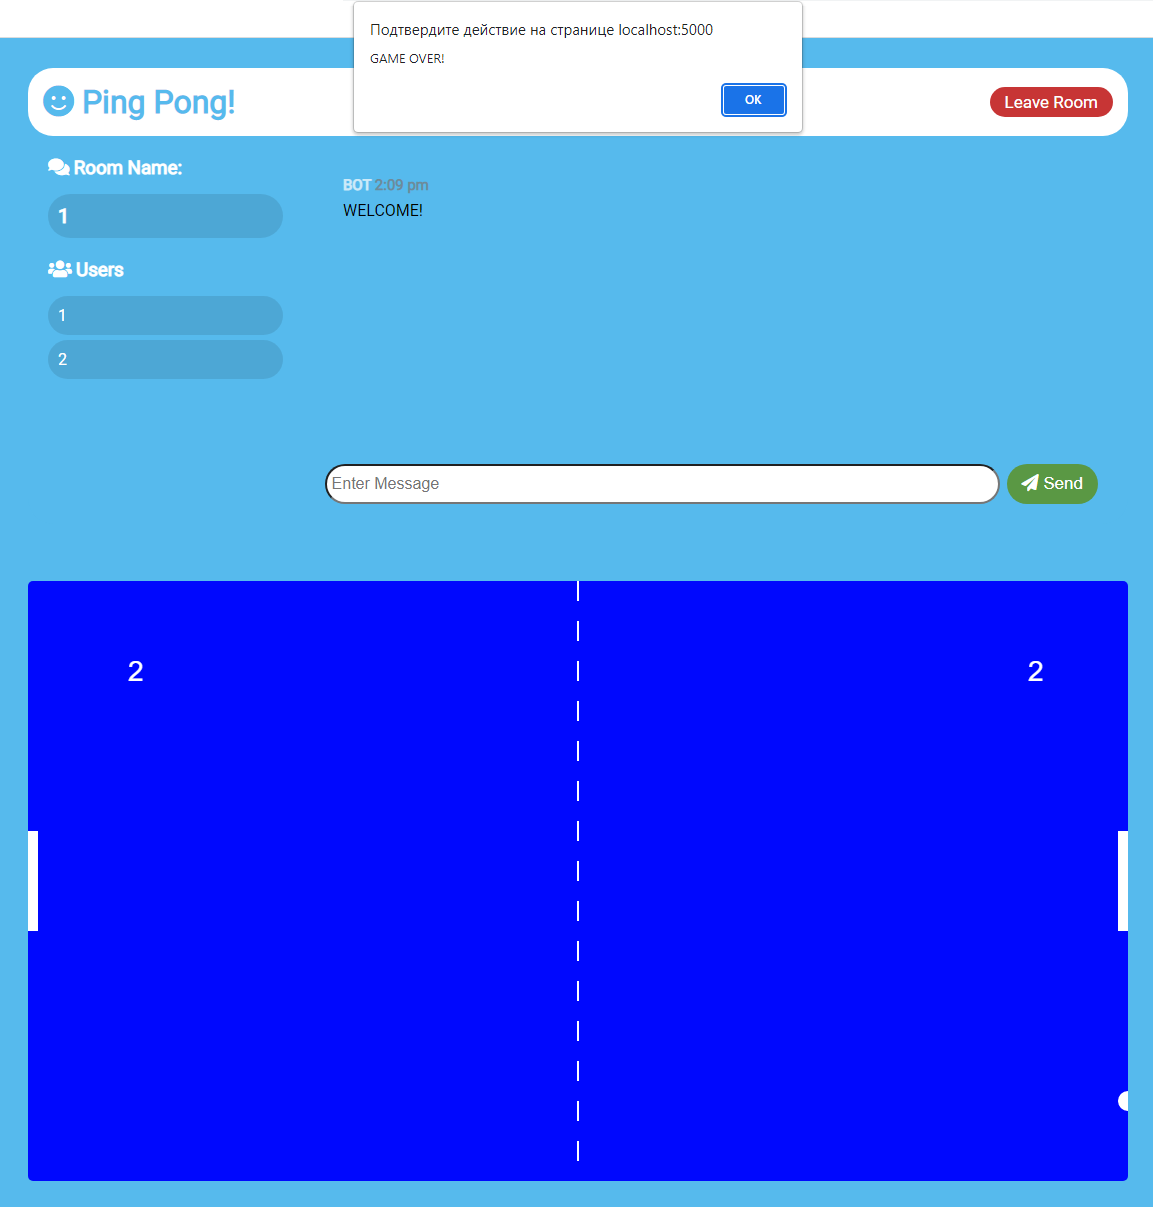 Подтвердите действие на странице localhost:5000
GAME OVER!
OK
Ping Pong!
Leave Room
Room Name:
1
Users
1
2
BOT 2:09 pm
WELCOME!
Enter Message
Send
2
2